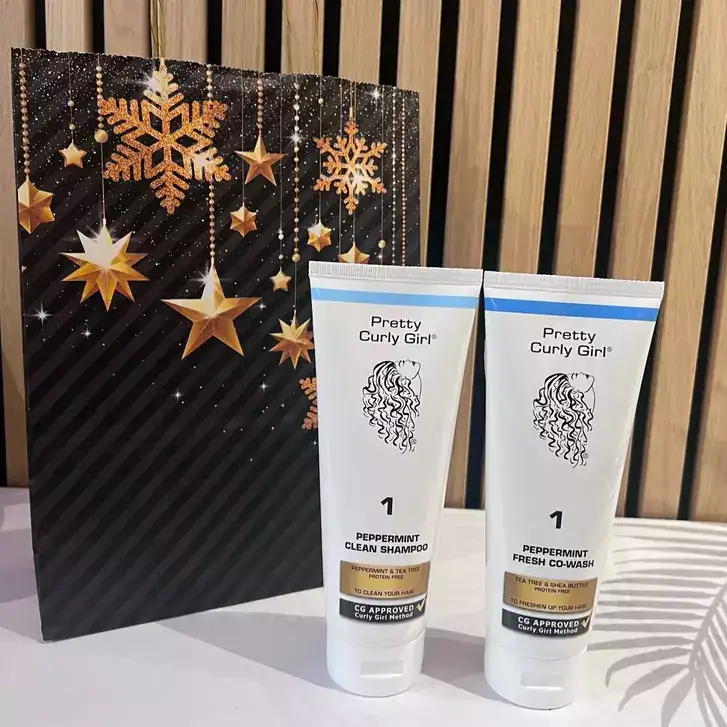 Pretty
Curly Girl®
1
PEPPERMINT
CLEAN SHAMPOO
PEPPERMINT & TEA TREE
PROTEIN FREE
TO CLEAN YOUR HAIR
CG APPROVED
Curly Girl Method
Pretty
Curly Girl®
1
PEPPERMINT
FRESH CO-WASH
TEA TREE & SHEA BUTTER
PROTEIN FREE
TO FRESHEN UP YOUR HAIR
CG APPROVED
Curly Girl Method